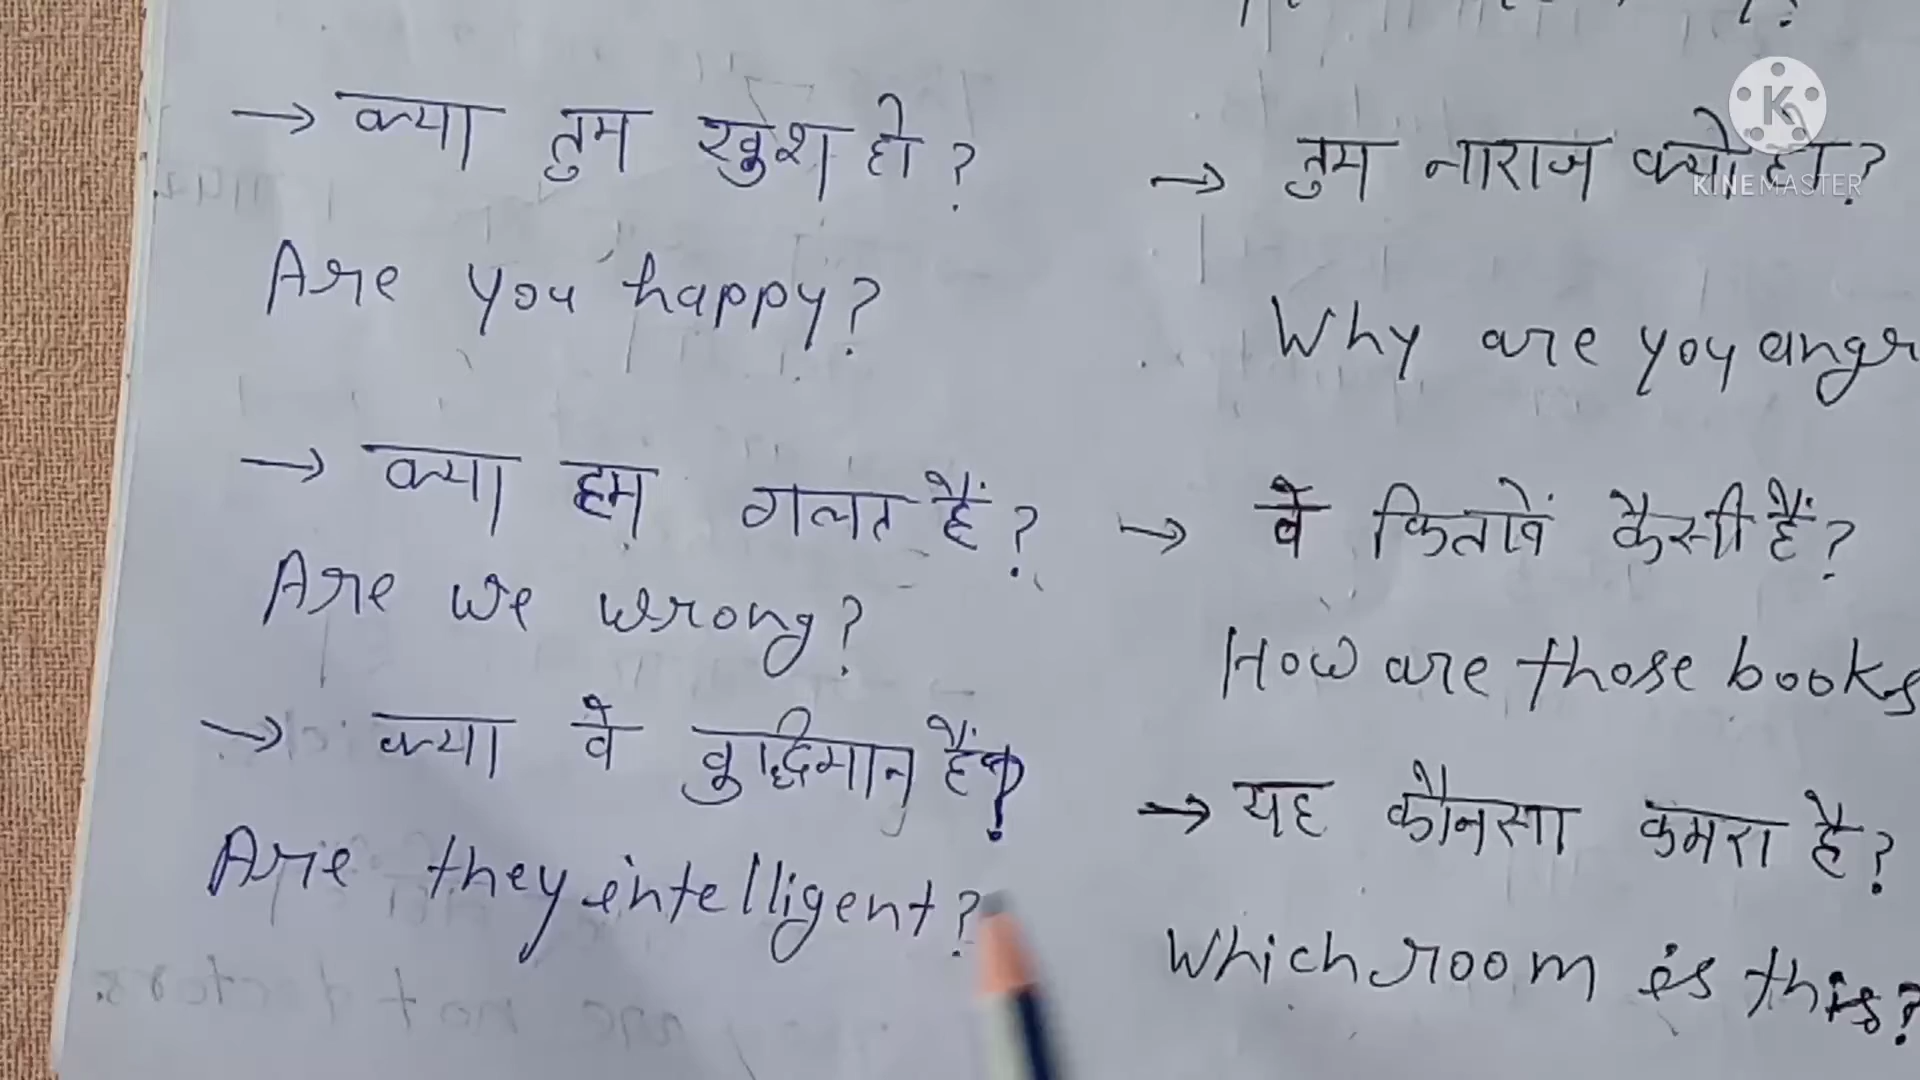 → क्या तुम खुश हो?
Are you happy?
→ क्या हम गलत हैं?
Are we wrong?
→ क्या वे बुद्धिमान हैं?
Are they intelligent?
→ तुम नाराज क्यों हो?
Why are you angr
→ वे किताबें कैसी हैं?
How are those books
→ यह कौनसा कमरा है?
Which room is this?
K
KINEMASTER